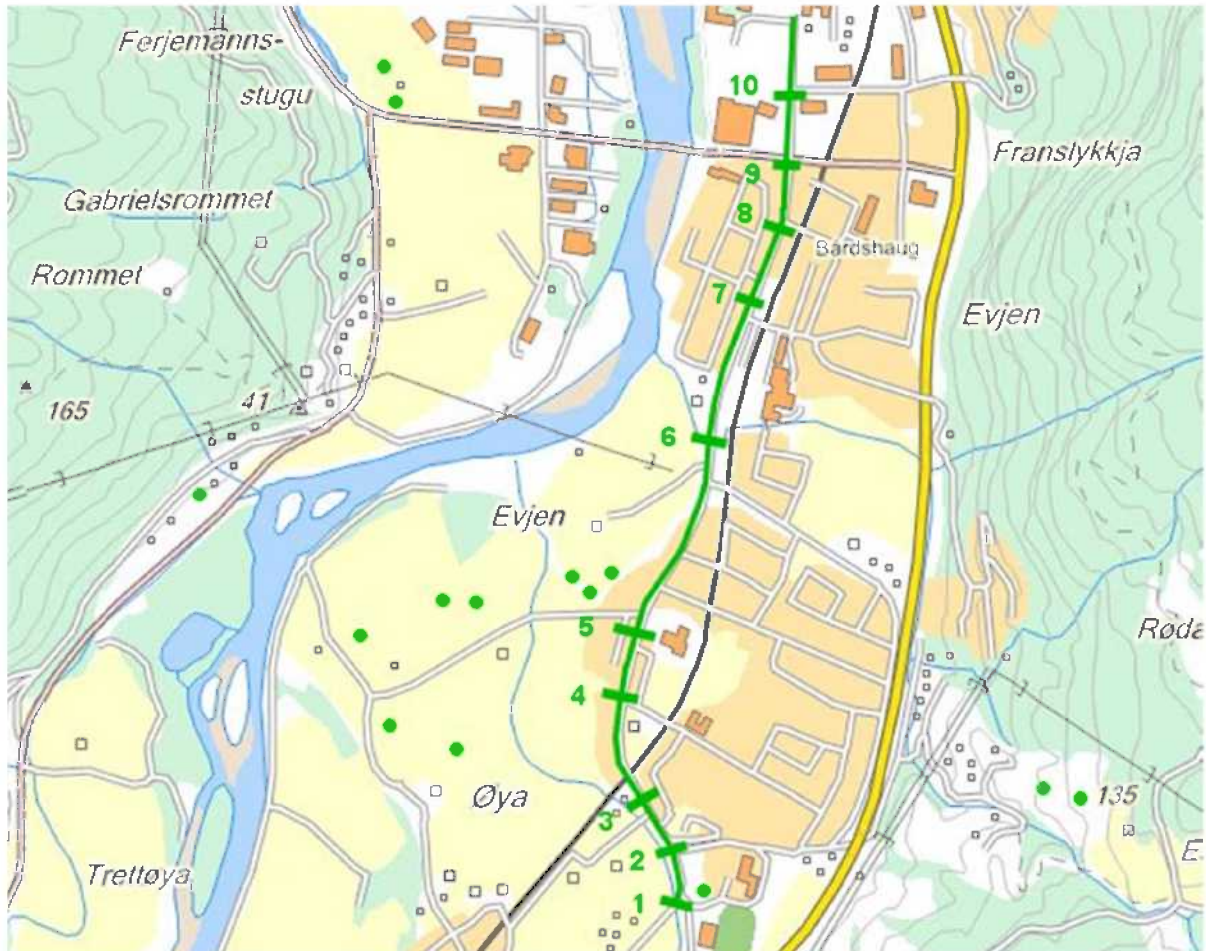 Ferjemanns-
stugu
10
Franslykkja
9
Gabrielsrommet
8
Bardshaug
Rommet
7
Evjen
165
41
6
Evjen
5
Røda
4
Øya
135
3
2
E
Trettøya
1